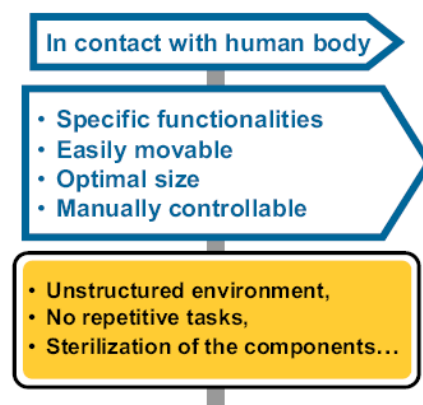 In contact with human body
• Specific functionalities
• Easily movable
• Optimal size
• Manually controllable
• Unstructured environment,
• No repetitive tasks,
• Sterilization of the components...